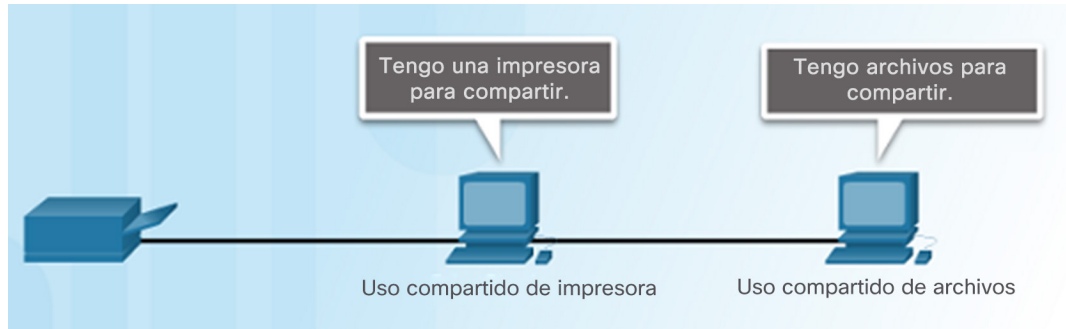 Tengo una impresora
para compartir.
Tengo archivos para
compartir.
Uso compartido de impresora
Uso compartido de archivos